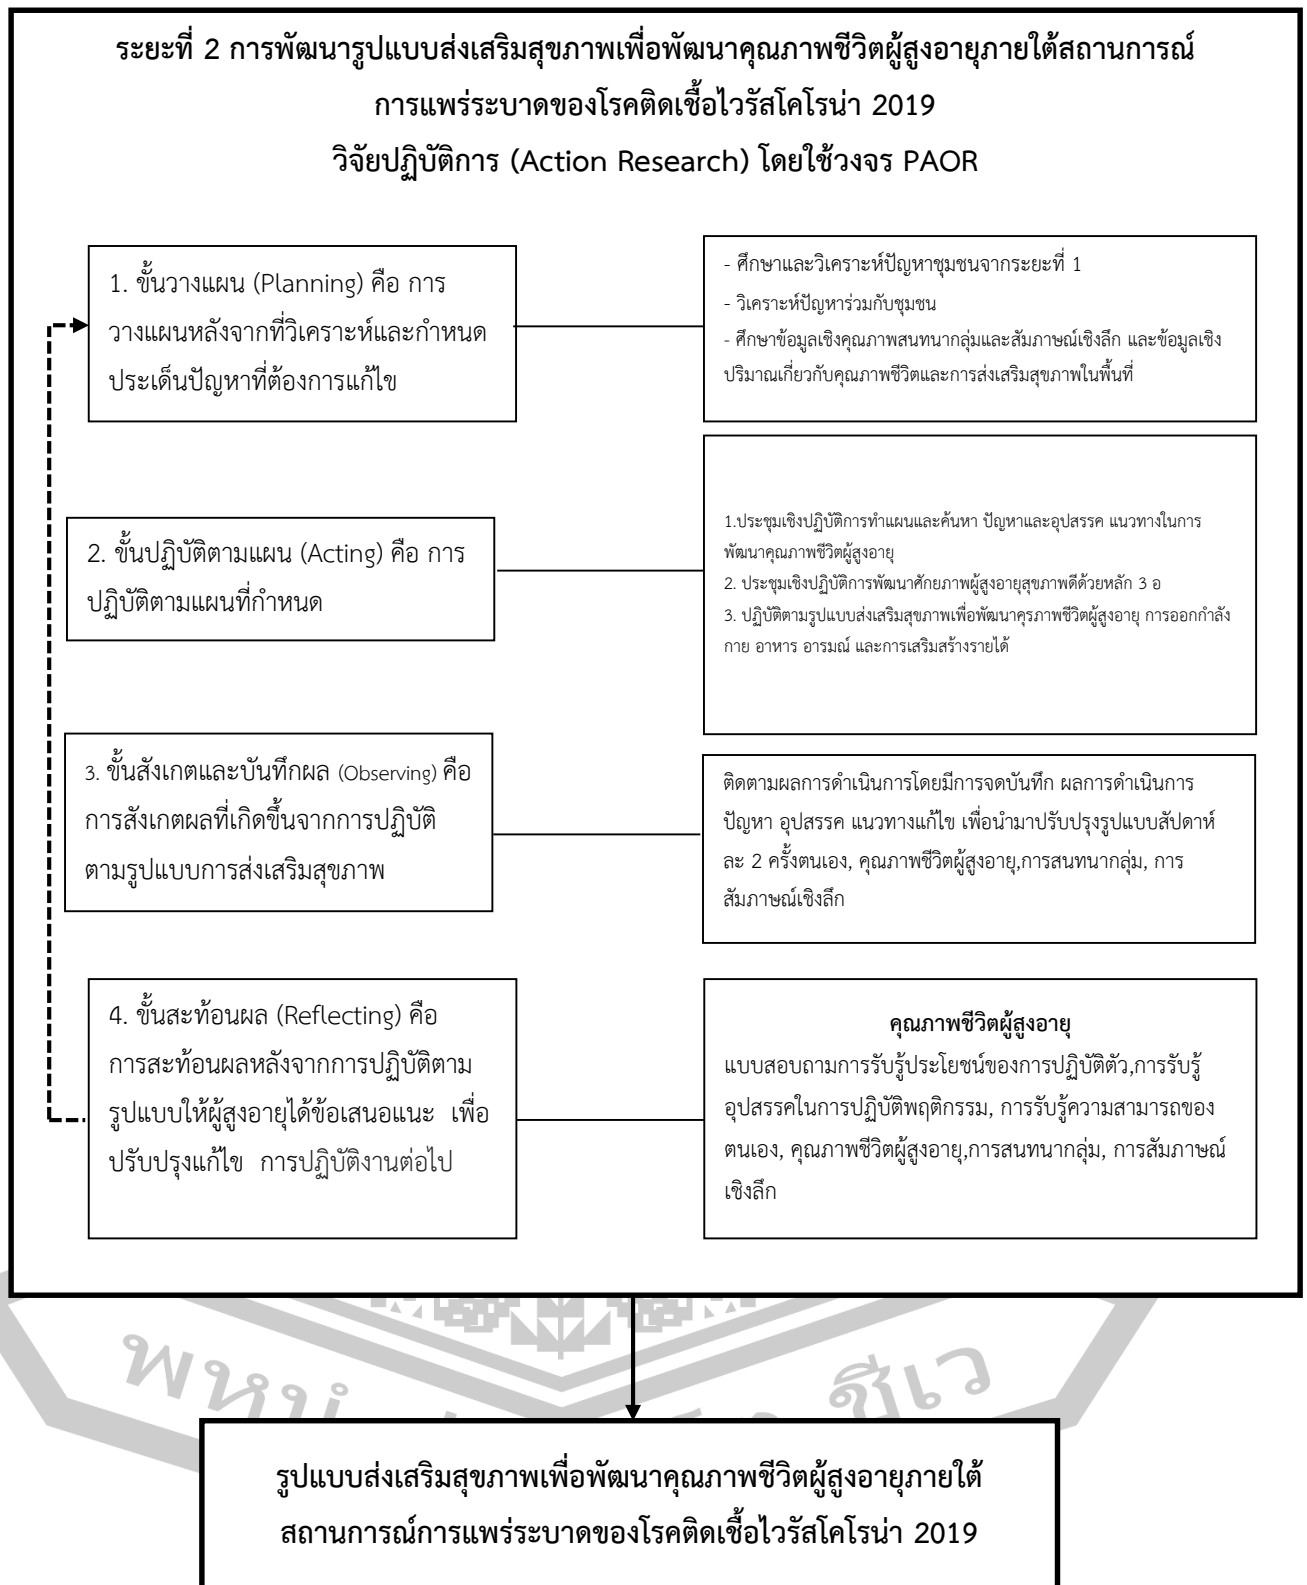 ระยะที่ 2 การพัฒนารูปแบบส่งเสริมสุขภาพเพื่อพัฒนาคุณภาพชีวิตผู้สูงอายุภายใต้สถานการณ์
การแพร่ระบาดของโรคติดเชื้อไวรัสโคโรน่า 2019
วิจัยปฏิบัติการ (Action Research) โดยใช้วงจร PAOR
1. ขั้นวางแผน (Planning) คือ การ
วางแผนหลังจากที่วิเคราะห์และกำหนด
ประเด็นปัญหาที่ต้องการแก้ไข
- ศึกษาและวิเคราะห์ปัญหาชุมชนจากระยะที่ 1
- วิเคราะห์ปัญหาร่วมกับชุมชน
- ศึกษาข้อมูลเชิงคุณภาพสนทนากลุ่มและสัมภาษณ์เชิงลึก และข้อมูลเชิง
ปริมาณเกี่ยวกับคุณภาพชีวิตและการส่งเสริมสุขภาพในพื้นที่
2. ขั้นปฏิบัติตามแผน (Acting) คือ การ
ปฏิบัติตามแผนที่กำหนด
1.ประชุมเชิงปฏิบัติการทำแผนและค้นหา ปัญหาและอุปสรรค แนวทางในการ
พัฒนาคุณภาพชีวิตผู้สูงอายุ
2. ประชุมเชิงปฏิบัติการพัฒนาศักยภาพผู้สูงอายุสุขภาพดีด้วยหลัก 3 อ
3. ปฏิบัติตามรูปแบบส่งเสริมสุขภาพเพื่อพัฒนาคุรภาพชีวิตผู้สูงอายุ การออกกำลัง
กาย อาหาร อารมณ์ และการเสริมสร้างรายได้
3. ขั้นสังเกตและบันทึกผล (Observing) คือ
การสังเกตผลที่เกิดขึ้นจากการปฏิบัติ
ตามรูปแบบการส่งเสริมสุขภาพ
ติดตามผลการดำเนินการโดยมีการจดบันทึก ผลการดำเนินการ
ปัญหา อุปสรรค แนวทางแก้ไข เพื่อนำมาปรับปรุงรูปแบบสัปดาห์
ละ 2 ครั้งตนเอง, คุณภาพชีวิตผู้สูงอายุ,การสนทนากลุ่ม, การ
สัมภาษณ์เชิงลึก
4. ขั้นสะท้อนผล (Reflecting) คือ
การสะท้อนผลหลังจากการปฏิบัติตาม
รูปแบบให้ผู้สูงอายุได้ข้อเสนอแนะ เพื่อ
ปรับปรุงแก้ไข การปฏิบัติงานต่อไป
คุณภาพชีวิตผู้สูงอายุ
แบบสอบถามการรับรู้ประโยชน์ของการปฏิบัติตัว,การรับรู้
อุปสรรคในการปฏิบัติพฤติกรรม, การรับรู้ความสามารถของ
ตนเอง, คุณภาพชีวิตผู้สูงอายุ,การสนทนากลุ่ม, การสัมภาษณ์
เชิงลึก
ชีเว
รูปแบบส่งเสริมสุขภาพเพื่อพัฒนาคุณภาพชีวิตผู้สูงอายุภายใต้
สถานการณ์การแพร่ระบาดของโรคติดเชื้อไวรัสโคโรน่า 2019